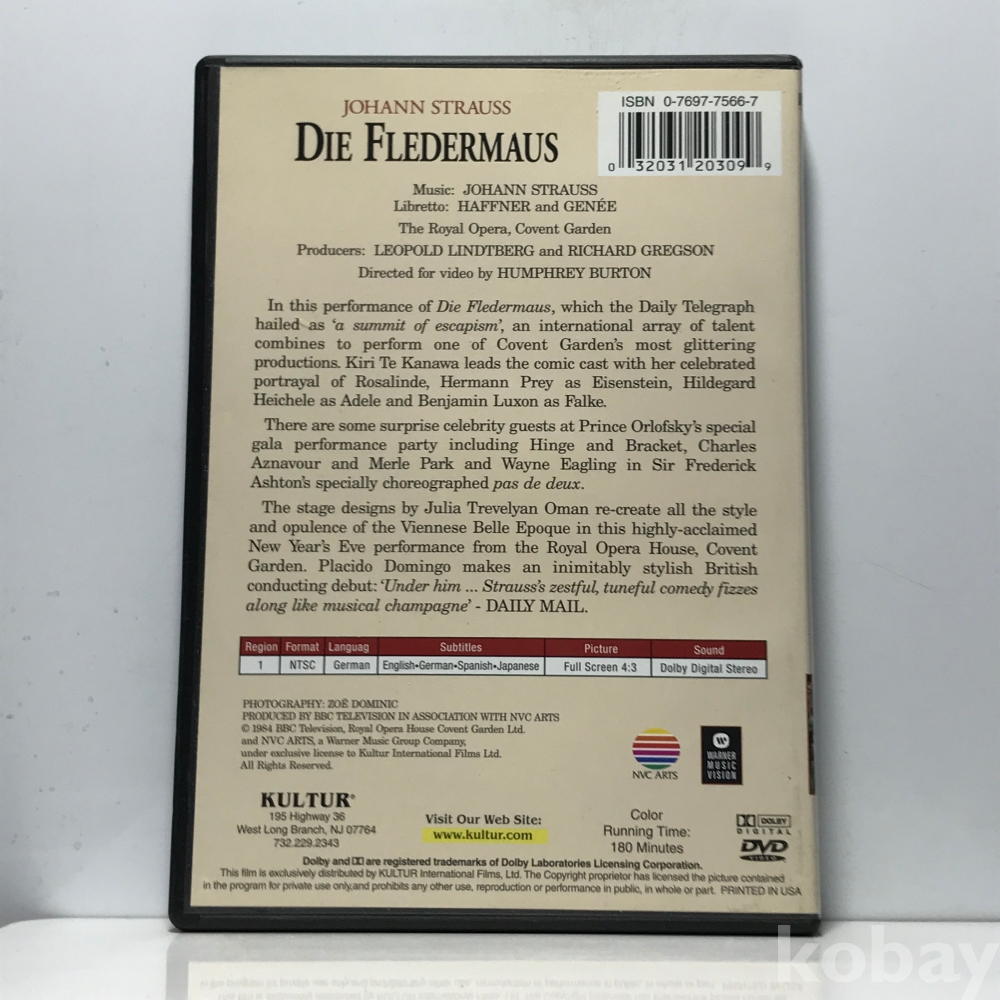 JOHANN STRAUSS
DIE FLEDERMAUS
ISBN 0-7697-7566-7
0 32031 20309 9
Music: JOHANN STRAUSS
Libretto: HAFFNER and GENÉE
The Royal Opera, Covent Garden
Producers: LEOPOLD LINDTBERG and RICHARD GREGSON
Directed for video by HUMPHREY BURTON
In this performance of Die Fledermaus, which the Daily Telegraph
hailed as 'a summit of escapism', an international array of talent
combines to perform one of Covent Garden's most glittering
productions. Kiri Te Kanawa leads the comic cast with her celebrated
portrayal of Rosalinde, Hermann Prey as Eisenstein, Hildegard
Heichele as Adele and Benjamin Luxon as Falke.
There are some surprise celebrity guests at Prince Orlofsky's special
gala performance party including Hinge and Bracket, Charles
Aznavour and Merle Park and Wayne Eagling in Sir Frederick
Ashton's specially choreographed pas de deux.
The stage designs by Julia Trevelyan Oman re-create all the style
and opulence of the Viennese Belle Epoque in this highly-acclaimed
New Year's Eve performance from the Royal Opera House, Covent
Garden. Placido Domingo makes an inimitably stylish British
conducting debut: 'Under him ... Strauss's zestful, tuneful comedy fizzes
along like musical champagne' - DAILY MAIL.
Region Format Languag Subtitles Picture Sound
1 NTSC German English•German•Spanish•Japanese Full Screen 4:3 Dolby Digital Stereo
PHOTOGRAPHY: ZOË DOMINIC
PRODUCED BY BBC TELEVISION IN ASSOCIATION WITH NVC ARTS
© 1984 BBC Television, Royal Opera House Covent Garden Ltd.
and NVC ARTS, a Warner Music Group Company,
under exclusive license to Kultur International Films Ltd.
All Rights Reserved.
NVC ARTS
WARNER
MUSIC
VISION
KULTUR®
195 Highway 36
West Long Branch, NJ 07764
732.229.2343
Visit Our Web Site:
www.kultur.com
Color
Running Time:
180 Minutes
DOLBY
DIGITAL
DVD
VIDEO
Dolby and DD are registered trademarks of Dolby Laboratories Licensing Corporation.
This film is exclusively distributed by KULTUR International Films, Ltd. The Copyright proprietor has licensed the picture contained
in the program for private use only,and prohibits any other use, reproduction or performance in public, in whole or part. PRINTED IN USA
kobay